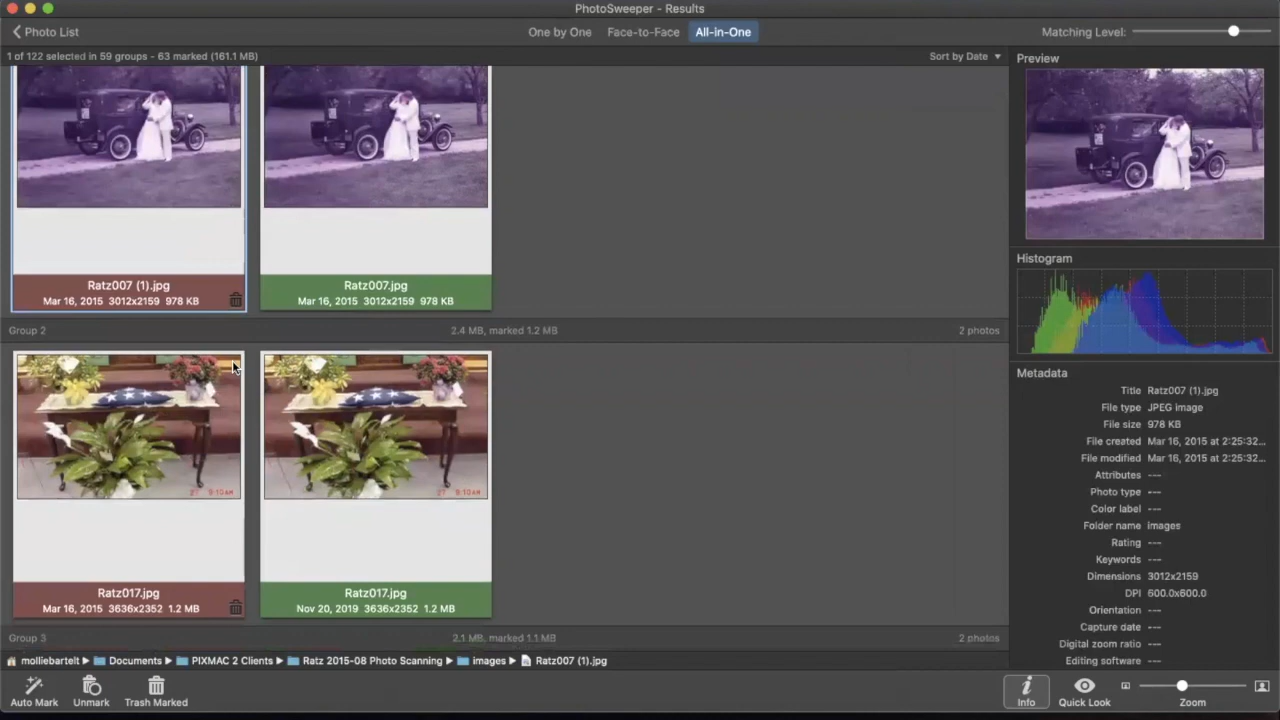 PhotoSweeper - Results
Photo List
One by One Face-to-Face All-in-One
Matching Level:
1 of 122 selected in 59 groups - 63 marked (161.1 MB)
Sort by Date
Preview
Ratz007 (1).jpg
Mar 16, 2015 3012x2159 978 KB
Ratz007.jpg
Mar 16, 2015 3012x2159 978 KB
Histogram
Group 2
2.4 MB, marked 1.2 MB
2 photos
27 9:10AM
27 9:10AM
Ratz017.jpg
Mar 16, 2015 3636x2352 1.2 MB
Ratz017.jpg
Nov 20, 2019 3636x2352 1.2 MB
Group 3
2.1 MB, marked 1.1 MB
2 photos
Metadata
Title Ratz007 (1).jpg
File type JPEG image
File size 978 KB
File created Mar 16, 2015 at 2:25:32...
File modified Mar 16, 2015 at 2:25:32...
Attributes ---
Photo type ---
Color label ---
Folder name images
Rating ---
Keywords ---
Dimensions 3012x2159
DPI 600.0x600.0
Orientation ---
Capture date ---
Digital zoom ratio ---
Editing software ---
molliebartelt Documents PIXMAC 2 Clients Ratz 2015-08 Photo Scanning images Ratz007 (1).jpg
Auto Mark
Unmark
Trash Marked
Info
Quick Look
Zoom